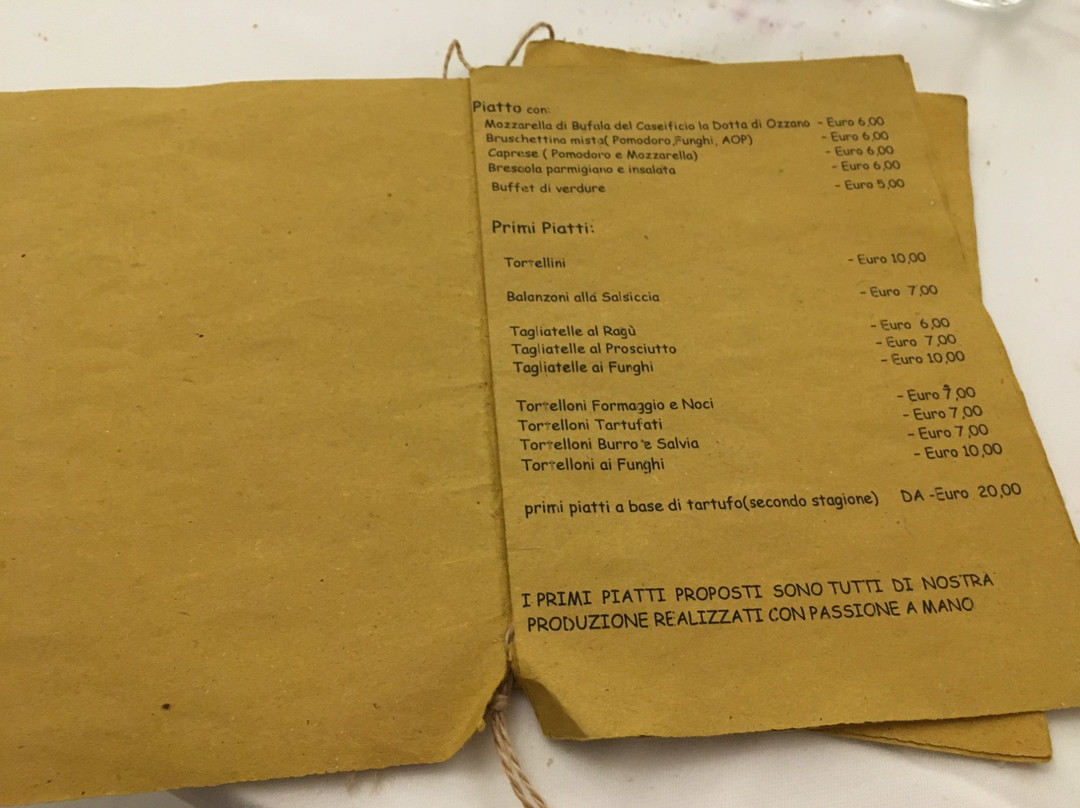 Piatto con:
Mozzarella di Bufala del Caseificio la Dotta di Ozzano - Euro 6,00
Bruschettina mista( Pomodoro,Funghi, AOP) - Euro 6,00
Caprese ( Pomodoro e Mozzarella) - Euro 6,00
Bresaola parmigiano e insalata - Euro 6,00
Buffet di verdure - Euro 5,00
Primi Piatti:
Tortellini - Euro 10,00
Balanzoni alla Salsiccia - Euro 7,00
Tagliatelle al Ragù - Euro 6,00
Tagliatelle al Prosciutto - Euro 7,00
Tagliatelle ai Funghi - Euro 10,00
Tortelloni Formaggio e Noci - Euro 7,00
Tortelloni Tartufati - Euro 7,00
Tortelloni Burro e Salvia - Euro 7,00
Tortelloni ai Funghi - Euro 10,00
primi piatti a base di tartufo(secondo stagione) DA -Euro 20,00
I PRIMI PIATTI PROPOSTI SONO TUTTI DI NOSTRA
PRODUZIONE REALIZZATI CON PASSIONE A MANO